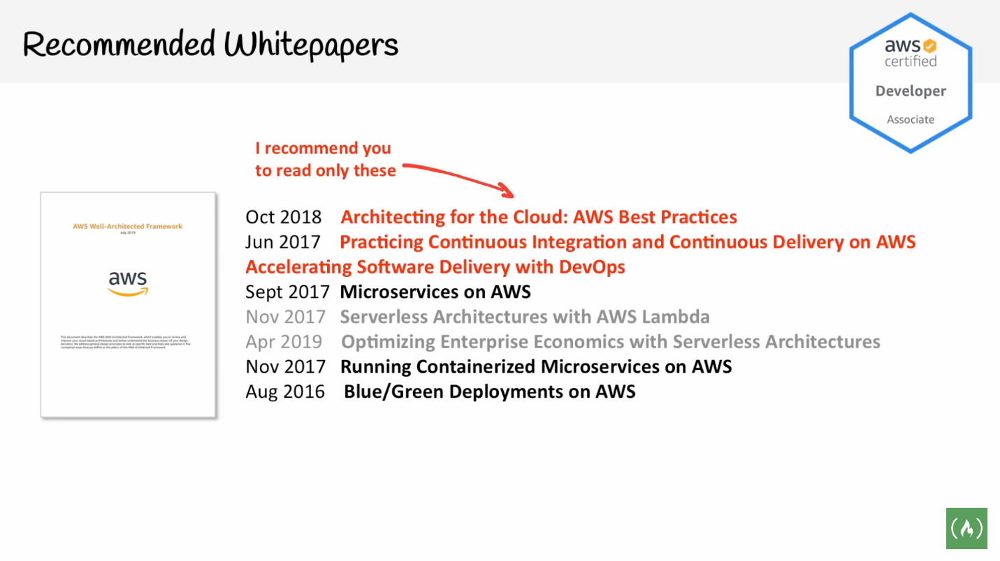 Recommended Whitepapers
aws
certified
Developer
Associate
I recommend you
to read only these
AWS Well-Architected Framework
July 2019
aws
This document describes the AWS Well-Architected Framework, which enables you to review and
improve your cloud-based architectures and better understand the business impact of your design
decisions. We address general design principles as well as specific best practices and guidance in five
conceptual areas that we define as the pillars of the Well-Architected Framework.
Oct 2018 Architecting for the Cloud: AWS Best Practices
Jun 2017 Practicing Continuous Integration and Continuous Delivery on AWS
Accelerating Software Delivery with DevOps
Sept 2017 Microservices on AWS
Nov 2017 Serverless Architectures with AWS Lambda
Apr 2019 Optimizing Enterprise Economics with Serverless Architectures
Nov 2017 Running Containerized Microservices on AWS
Aug 2016 Blue/Green Deployments on AWS